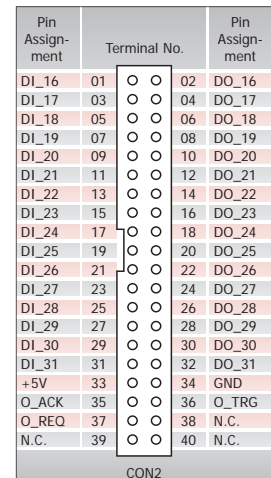 Pin Assign-ment Terminal No. Pin Assign-ment
DI_16 01 02 DO_16
DI_17 03 04 DO_17
DI_18 05 06 DO_18
DI_19 07 08 DO_19
DI_20 09 10 DO_20
DI_21 11 12 DO_21
DI_22 13 14 DO_22
DI_23 15 16 DO_23
DI_24 17 18 DO_24
DI_25 19 20 DO_25
DI_26 21 22 DO_26
DI_27 23 24 DO_27
DI_28 25 26 DO_28
DI_29 27 28 DO_29
DI_30 29 30 DO_30
DI_31 31 32 DO_31
+5V 33 34 GND
O_ACK 35 36 O_TRG
O_REQ 37 38 N.C.
N.C. 39 40 N.C.
CON2